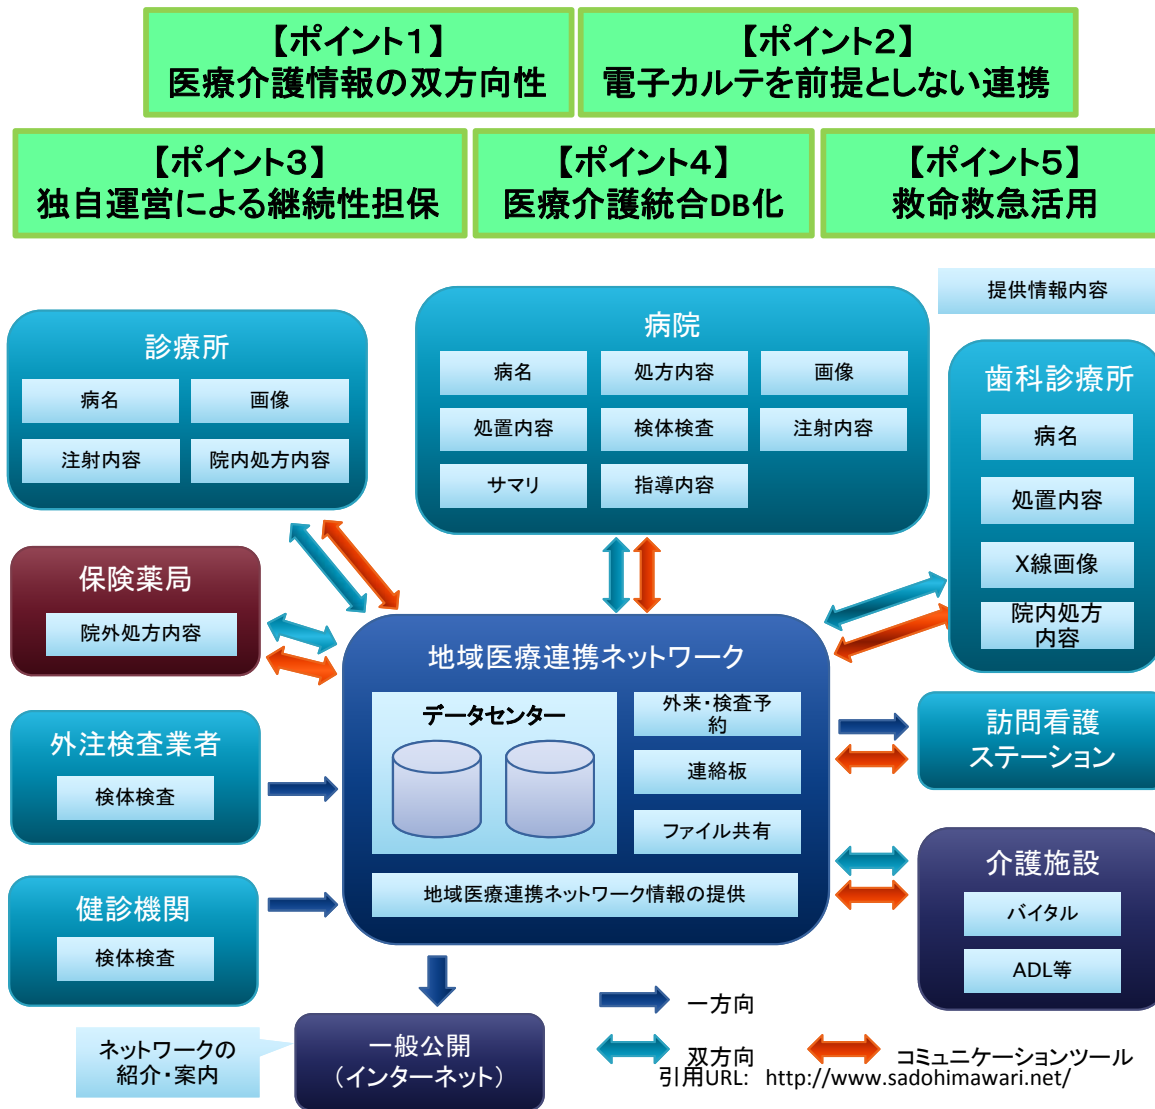 【ポイント1】
医療介護情報の双方向性
【ポイント2】
電子カルテを前提としない連携
【ポイント3】
独自運営による継続性担保
【ポイント4】
医療介護統合DB化
【ポイント5】
救命救急活用
提供情報内容
診療所
病名
画像
注射内容
院内処方内容
病院
病名
処方内容
画像
処置内容
検体検査
注射内容
サマリ
指導内容
歯科診療所
病名
処置内容
X線画像
院内処方
内容
保険薬局
院外処方内容
地域医療連携ネットワーク
データセンター
外来・検査予
約
連絡板
ファイル共有
地域医療連携ネットワーク情報の提供
外注検査業者
検体検査
訪問看護
ステーション
健診機関
検体検査
介護施設
バイタル
ADL等
ネットワークの
紹介・案内
一般公開
（インターネット）
一方向
双方向
コミュニケーションツール
引用URL: http://www.sadohimawari.net/